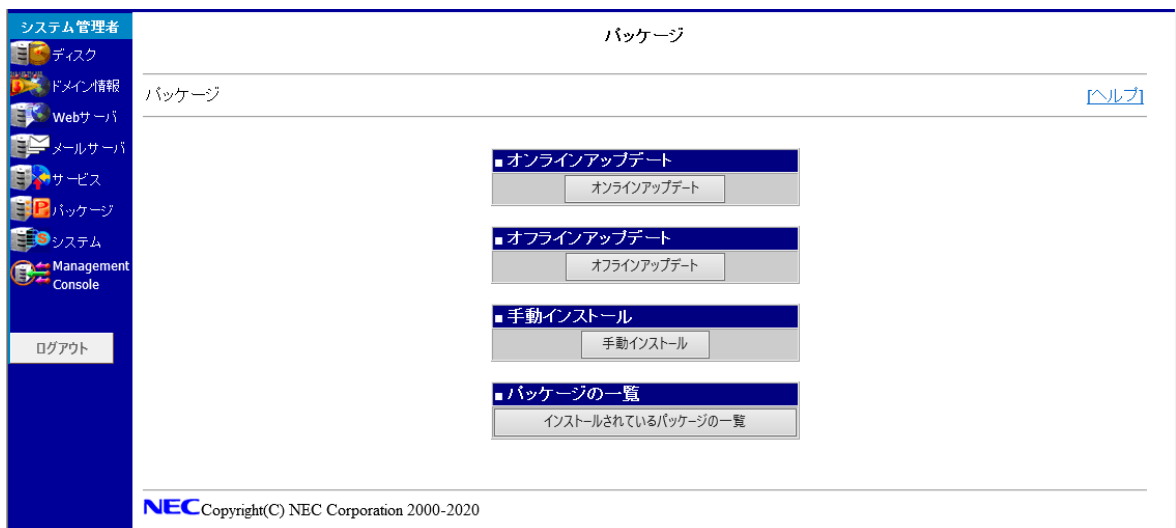 システム管理者
ディスク
ドメイン情報
Webサーバ
メールサーバ
サービス
パッケージ
システム
Management
Console
ログアウト
パッケージ
パッケージ
[ヘルプ]
■オンラインアップデート
オンラインアップデート
■オフラインアップデート
オフラインアップデート
■手動インストール
手動インストール
■パッケージの一覧
インストールされているパッケージの一覧
NEC Copyright(C) NEC Corporation 2000-2020